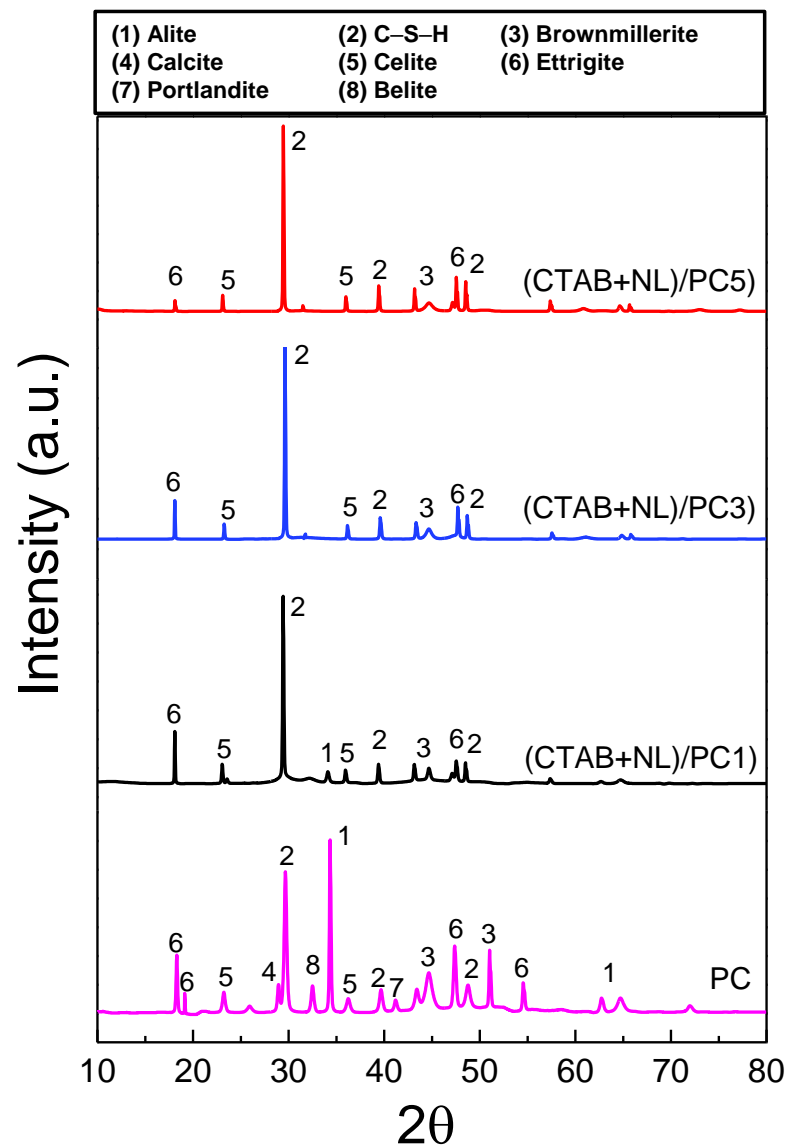 (1) Alite (2) C–S–H (3) Brownmillerite
(4) Calcite (5) Celite (6) Ettrigite
(7) Portlandite (8) Belite
2
6 5 5 2 3 6 2 (CTAB+NL)/PC5)
2
6 5 5 2 3 6 2 (CTAB+NL)/PC3)
2
6 5 1 5 2 3 6 2 (CTAB+NL)/PC1)
1
2
6 6 5 4 8 5 2 7 3 6 2 3 6 1 PC
10 20 30 40 50 60 70 80
2θ
Intensity (a.u.)